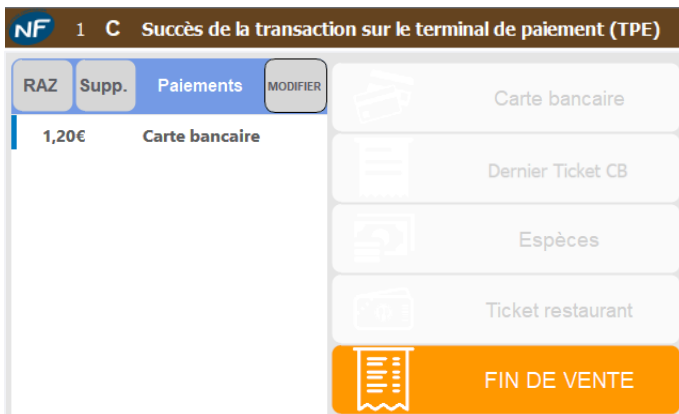 NF 1 C Succès de la transaction sur le terminal de paiement (TPE)
RAZ Supp. Paiements MODIFIER
1,20€ Carte bancaire
Carte bancaire
Dernier Ticket CB
Espèces
Ticket restaurant
FIN DE VENTE